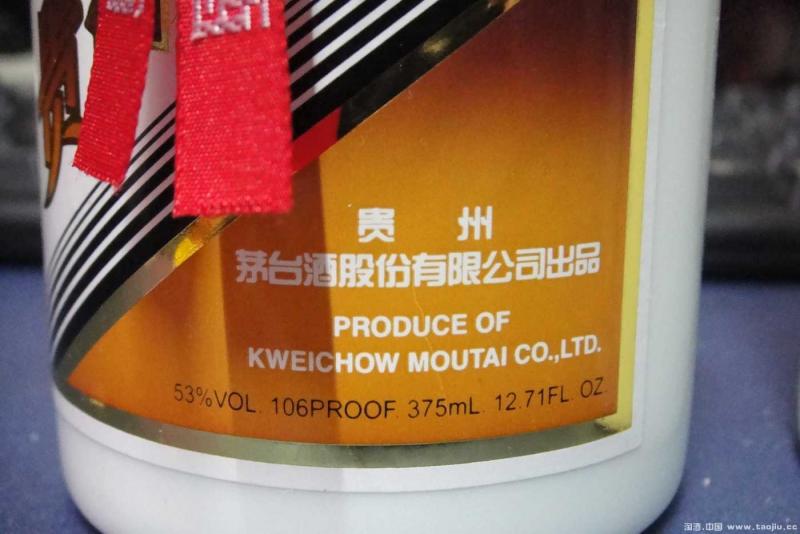 贵 州
茅台酒股份有限公司出品
PRODUCE OF
KWEICHOW MOUTAI CO.,LTD.
53%VOL. 106PROOF. 375mL. 12.71FL. OZ.
淘酒.中国 www.taojiu.cc